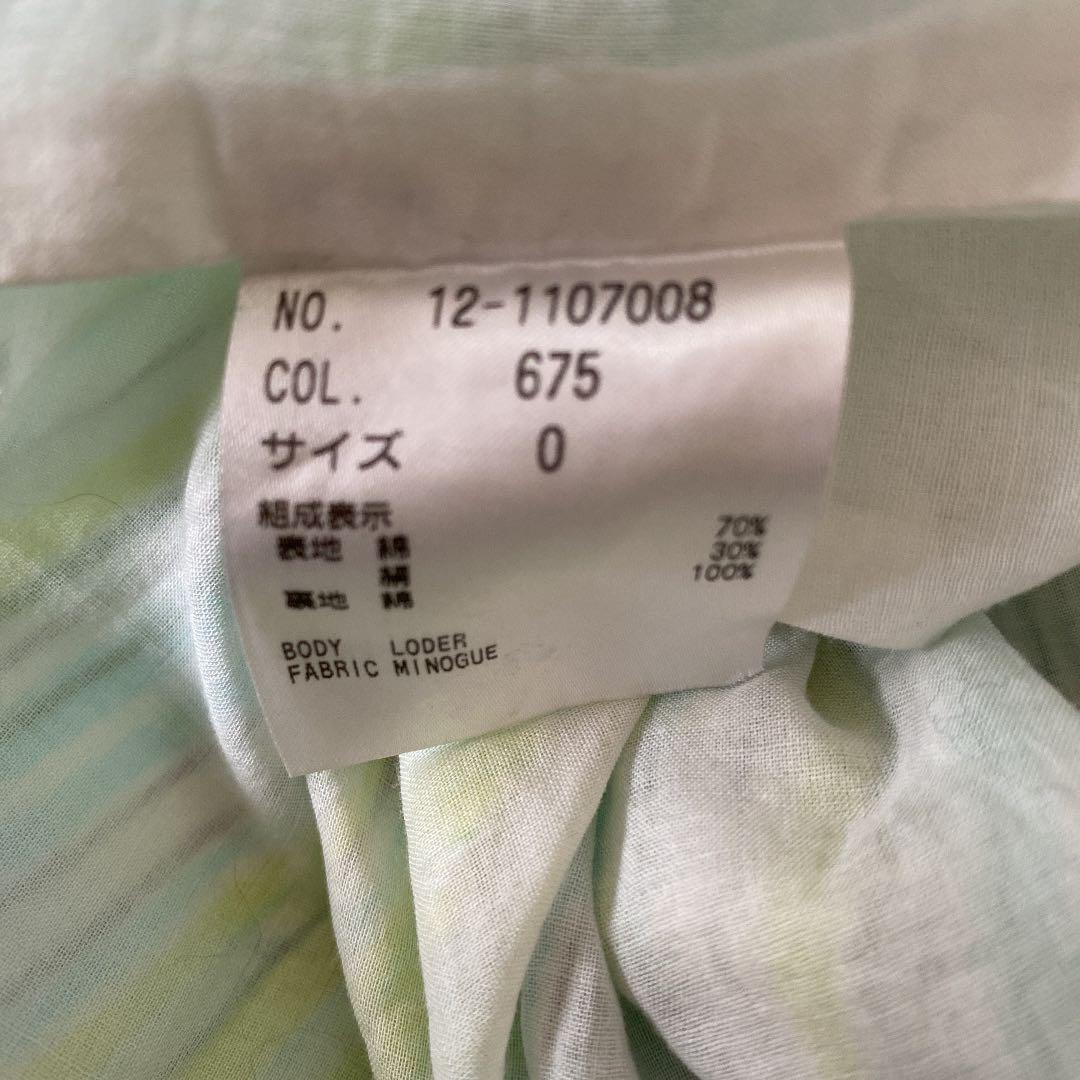 NO. 12-1107008
COL. 675
サイズ 0
組成表示
表地 綿 70%
絹 30%
裏地 綿 100%
BODY LODER
FABRIC MINOGUE